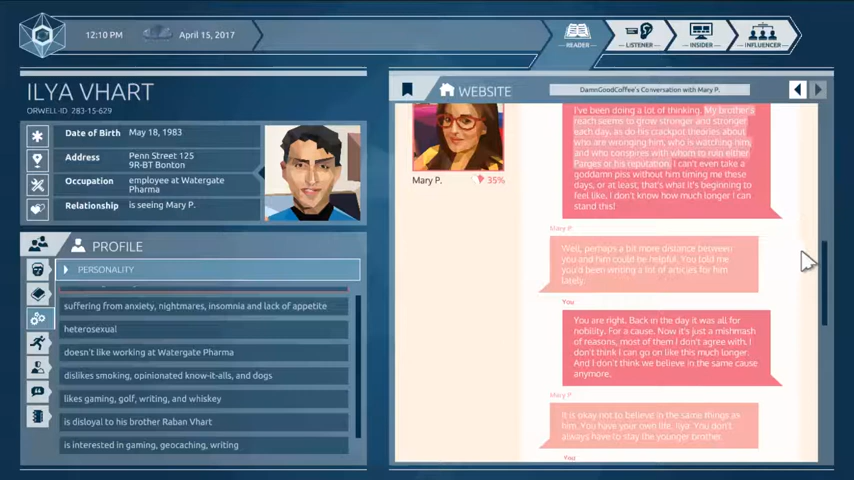 12:10 PM
April 15, 2017
READER
LISTENER
INSIDER
INFLUENCER
ILYA VHART
ORWELL-ID 283-15-629
Date of Birth May 18, 1983
Address Penn Street 125
9R-BT Bonton
Occupation employee at Watergate
Pharma
Relationship is seeing Mary P.
PROFILE
PERSONALITY
suffering from anxiety, nightmares, insomnia and lack of appetite
heterosexual
doesn't like working at Watergate Pharma
dislikes smoking, opinionated know-it-alls, and dogs
likes gaming, golf, writing, and whiskey
is disloyal to his brother Raban Vhart
is interested in gaming, geocaching, writing
WEBSITE
DamnGoodCoffee's Conversation with Mary P.
Mary P. 35%
I've been doing a lot of thinking. My brother's
reach seems to grow stronger and stronger
each day, as do his crackpot theories about
who are wronging him, who is watching him,
and who conspires with whom to ruin either
Parges or his reputation. I can't even take a
goddamn piss without him timing me these
days, or at least, that's what it's beginning to
feel like. I don't know how much longer I can
stand this!
Mary P.
Well, perhaps a bit more distance between
you and him could be helpful. You told me
you'd been writing a lot of articles for him
lately.
You
You are right. Back in the day it was all for
nobility. For a cause. Now it's just a mishmash
of reasons, most of them I don't agree with. I
don't think I can go on like this much longer.
And I don't think we believe in the same cause
anymore.
Mary P.
It is okay not to believe in the same things as
him. You have your own life, Ilya. You don't
always have to stay the younger brother.
You